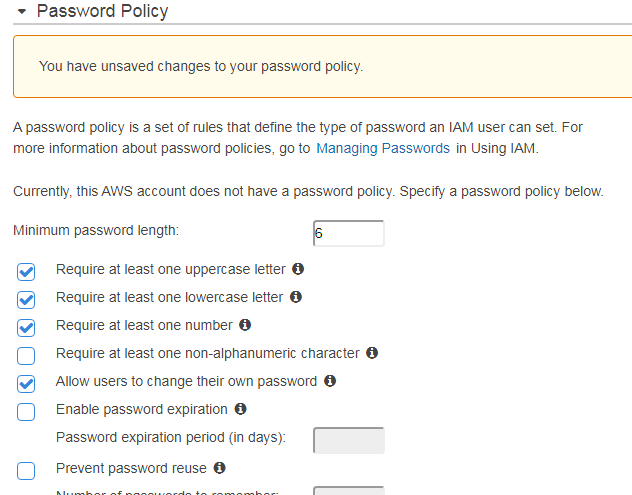 Password Policy
You have unsaved changes to your password policy.
A password policy is a set of rules that define the type of password an IAM user can set. For
more information about password policies, go to Managing Passwords in Using IAM.
Currently, this AWS account does not have a password policy. Specify a password policy below.
Minimum password length: 6
Require at least one uppercase letter
Require at least one lowercase letter
Require at least one number
Require at least one non-alphanumeric character
Allow users to change their own password
Enable password expiration
Password expiration period (in days):
Prevent password reuse
Number of passwords to remember: